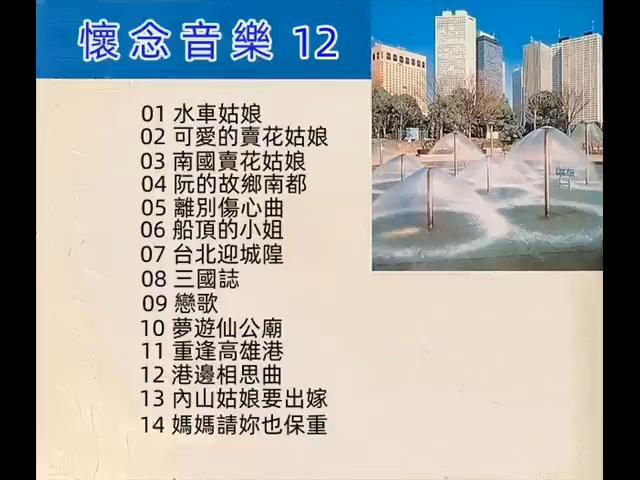 懷念音樂 12
01 水車姑娘
02 可愛的賣花姑娘
03 南國賣花姑娘
04 阮的故鄉南都
05 離別傷心曲
06 船頂的小姐
07 台北迎城隍
08 三國誌
09 戀歌
10 夢遊仙公廟
11 重逢高雄港
12 港邊相思曲
13 內山姑娘要出嫁
14 媽媽請妳也保重